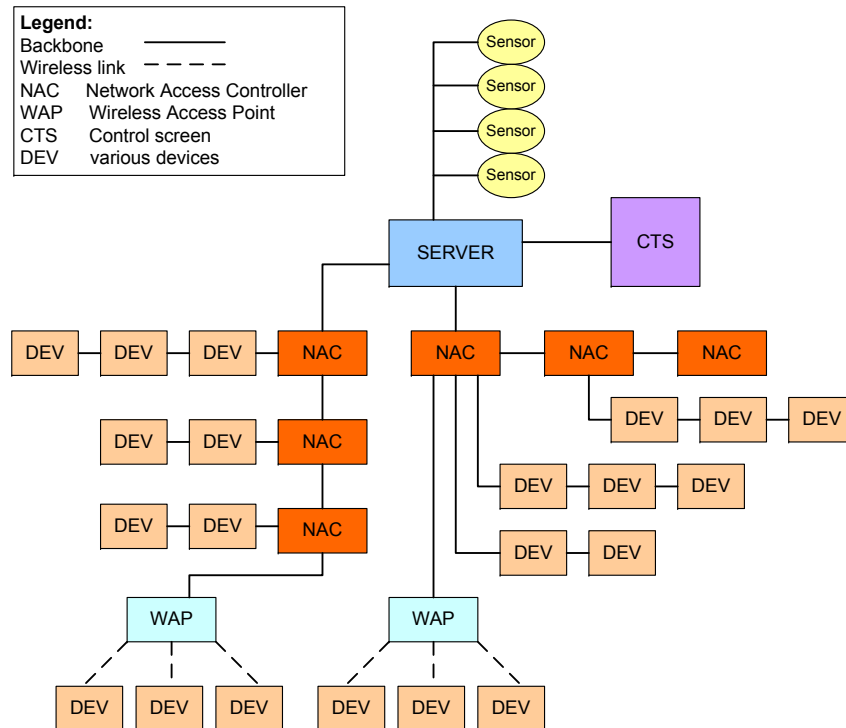 Legend:
Backbone
Wireless link
NAC Network Access Controller
WAP Wireless Access Point
CTS Control screen
DEV various devices
Sensor
Sensor
Sensor
Sensor
SERVER
CTS
DEV DEV DEV NAC NAC NAC NAC
DEV DEV DEV
DEV DEV NAC
DEV DEV DEV
DEV DEV NAC
DEV DEV
WAP WAP
DEV DEV DEV DEV DEV DEV